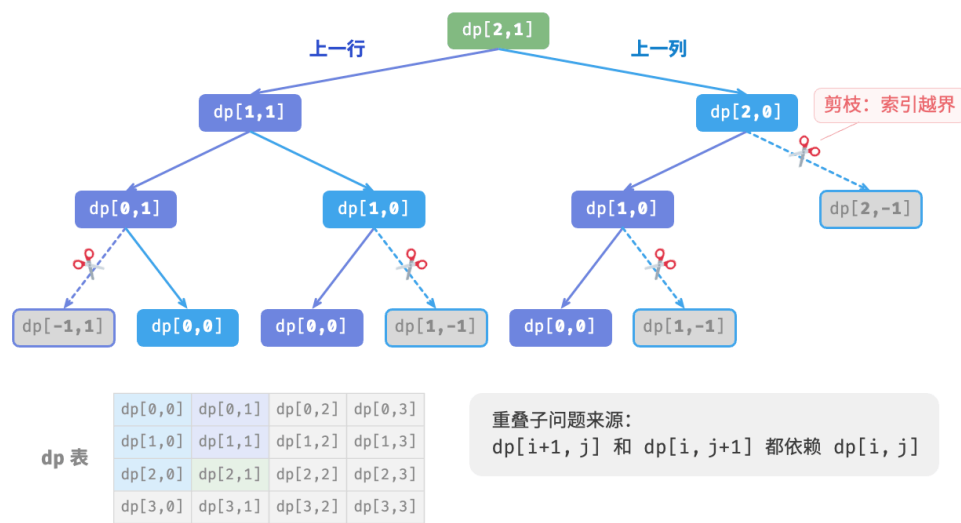 dp[2,1]
上一行
上一列
dp[1,1]
dp[2,0]
剪枝：索引越界
dp[0,1]
dp[1,0]
dp[1,0]
dp[2,-1]
dp[-1,1]
dp[0,0]
dp[0,0]
dp[1,-1]
dp[0,0]
dp[1,-1]
dp 表
dp[0,0] dp[0,1] dp[0,2] dp[0,3]
dp[1,0] dp[1,1] dp[1,2] dp[1,3]
dp[2,0] dp[2,1] dp[2,2] dp[2,3]
dp[3,0] dp[3,1] dp[3,2] dp[3,3]
重叠子问题来源：
dp[i+1, j] 和 dp[i, j+1] 都依赖 dp[i, j]